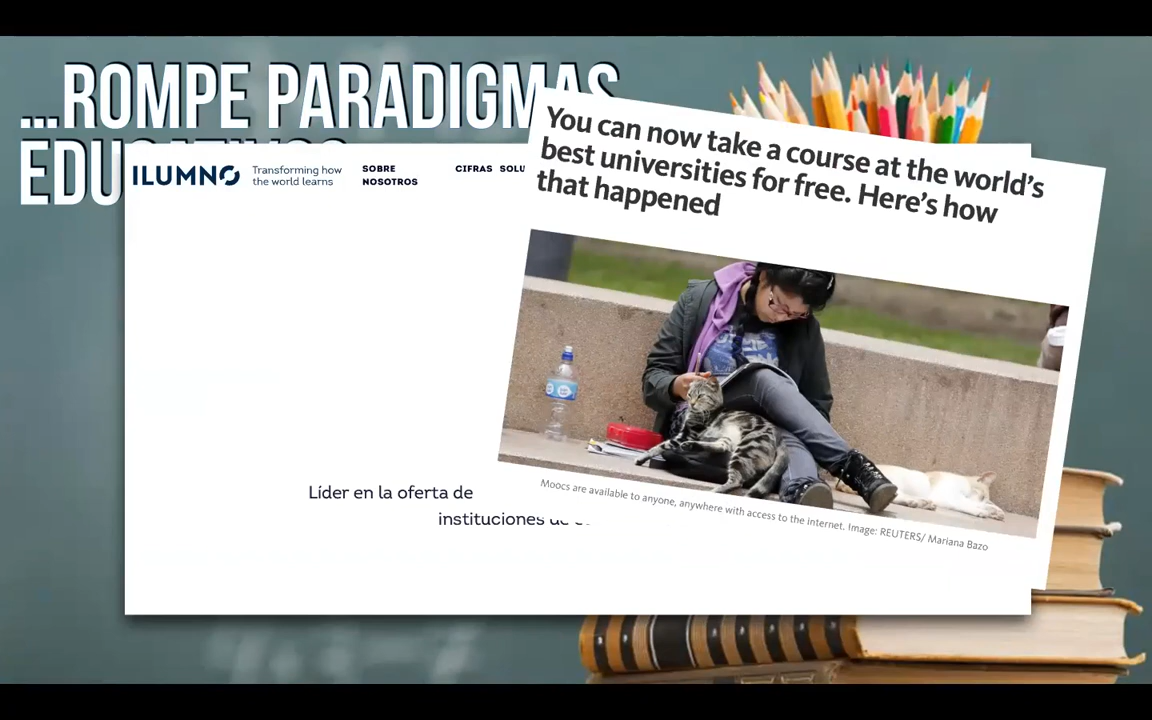 ...ROMPE PARADIGMAS
ILUMNO
Transforming how
the world learns
SOBRE
NOSOTROS
CIFRAS
Líder en la oferta de
You can now take a course at the world's
best universities for free. Here's how
that happened
Moocs are available to anyone, anywhere with access to the internet. Image: REUTERS/ Mariana Bazo